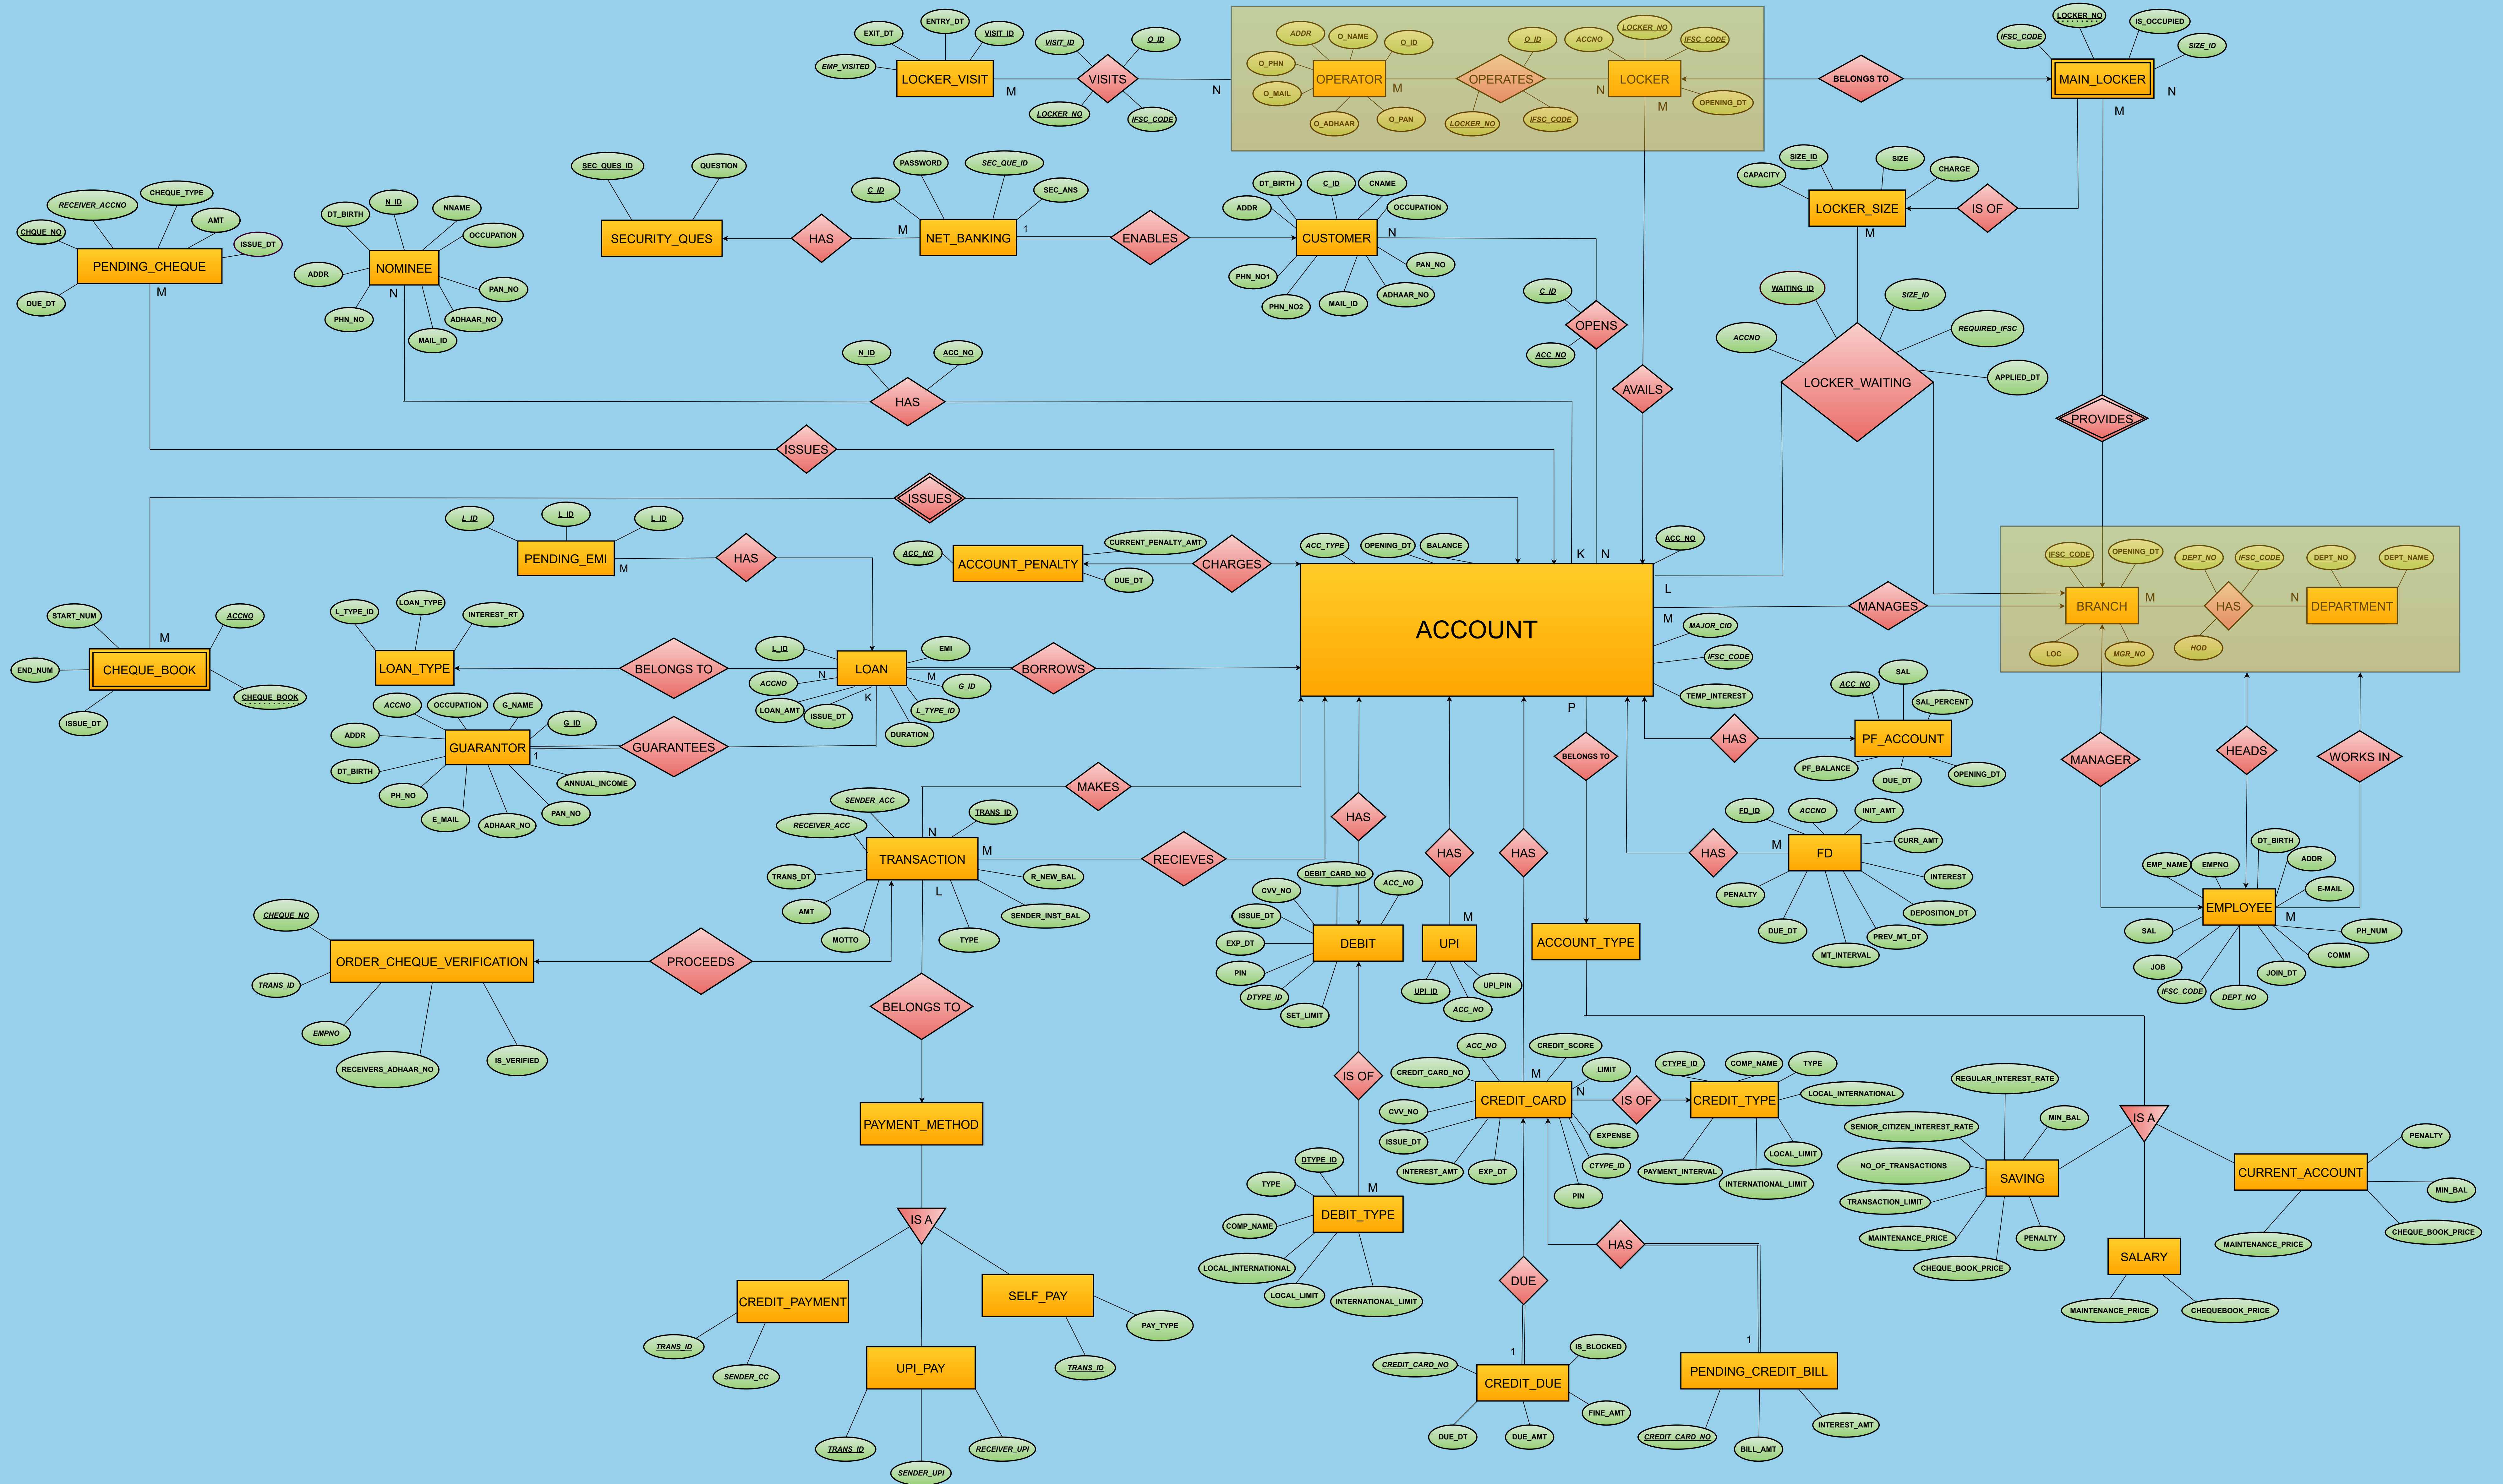 ENTRY_DT
EXIT_DT
VISIT_ID
EMP_VISITED
LOCKER_VISIT
M
VISIT_ID
O_ID
VISITS
LOCKER_NO
IFSC_CODE
N
ADDR
O_NAME
O_ID
O_PHN
O_MAIL
OPERATOR
O_ADHAAR
O_PAN
M
O_ID
OPERATES
LOCKER_NO
IFSC_CODE
N
ACCNO
LOCKER_NO
IFSC_CODE
LOCKER
OPENING_DT
M
BELONGS TO
IFSC_CODE
LOCKER_NO
IS_OCCUPIED
SIZE_ID
MAIN_LOCKER
N
M
CHQUE_NO
RECEIVER_ACCNO
CHEQUE_TYPE
AMT
ISSUE_DT
PENDING_CHEQUE
DUE_DT
M
DT_BIRTH
N_ID
NNAME
OCCUPATION
NOMINEE
ADDR
PHN_NO
MAIL_ID
ADHAAR_NO
PAN_NO
N
SEC_QUES_ID
QUESTION
SECURITY_QUES
HAS
M
C_ID
PASSWORD
SEC_QUE_ID
SEC_ANS
NET_BANKING
1
ENABLES
DT_BIRTH
C_ID
CNAME
ADDR
OCCUPATION
CUSTOMER
N
PHN_NO1
PHN_NO2
MAIL_ID
ADHAAR_NO
PAN_NO
C_ID
OPENS
ACC_NO
CAPACITY
SIZE_ID
SIZE
CHARGE
LOCKER_SIZE
M
IS OF
WAITING_ID
SIZE_ID
REQUIRED_IFSC
ACCNO
APPLIED_DT
LOCKER_WAITING
AVAILS
PROVIDES
N_ID
ACC_NO
HAS
ISSUES
ISSUES
L_ID
L_ID
L_ID
PENDING_EMI
M
HAS
ACC_NO
CURRENT_PENALTY_AMT
ACCOUNT_PENALTY
DUE_DT
CHARGES
ACC_TYPE
OPENING_DT
BALANCE
K
N
ACC_NO
ACCOUNT
L
M
MAJOR_CID
IFSC_CODE
TEMP_INTEREST
P
MANAGES
IFSC_CODE
OPENING_DT
BRANCH
LOC
MGR_NO
M
DEPT_NO
IFSC_CODE
HAS
HOD
N
DEPT_NO
DEPT_NAME
DEPARTMENT
START_NUM
M
ACCNO
END_NUM
CHEQUE_BOOK
CHEQUE_BOOK
ISSUE_DT
L_TYPE_ID
LOAN_TYPE
INTEREST_RT
LOAN_TYPE
BELONGS TO
L_ID
EMI
LOAN
N
M
ACCNO
G_ID
LOAN_AMT
ISSUE_DT
K
L_TYPE_ID
DURATION
BORROWS
ACCNO
OCCUPATION
G_NAME
G_ID
ADDR
GUARANTOR
1
GUARANTEES
DT_BIRTH
PH_NO
E_MAIL
ADHAAR_NO
PAN_NO
ANNUAL_INCOME
ACC_NO
SAL
SAL_PERCENT
HAS
PF_ACCOUNT
PF_BALANCE
DUE_DT
OPENING_DT
BELONGS TO
MANAGER
HEADS
WORKS IN
MAKES
SENDER_ACC
TRANS_ID
RECEIVER_ACC
N
M
TRANSACTION
L
TRANS_DT
R_NEW_BAL
AMT
MOTTO
TYPE
SENDER_INST_BAL
RECIEVES
HAS
HAS
HAS
HAS
FD_ID
ACCNO
INIT_AMT
M
FD
CURR_AMT
INTEREST
PENALTY
DUE_DT
MT_INTERVAL
PREV_MT_DT
DEPOSITION_DT
EMP_NAME
EMPNO
DT_BIRTH
ADDR
E-MAIL
EMPLOYEE
M
SAL
JOB
IFSC_CODE
DEPT_NO
JOIN_DT
COMM
PH_NUM
CHEQUE_NO
ORDER_CHEQUE_VERIFICATION
TRANS_ID
EMPNO
RECEIVERS_ADHAAR_NO
IS_VERIFIED
PROCEEDS
BELONGS TO
CVV_NO
DEBIT_CARD_NO
ACC_NO
ISSUE_DT
EXP_DT
PIN
DTYPE_ID
SET_LIMIT
DEBIT
M
UPI
UPI_ID
UPI_PIN
ACC_NO
ACCOUNT_TYPE
IS OF
ACC_NO
CREDIT_SCORE
CREDIT_CARD_NO
M
LIMIT
CREDIT_CARD
N
CVV_NO
ISSUE_DT
INTEREST_AMT
EXP_DT
PIN
CTYPE_ID
EXPENSE
IS OF
CTYPE_ID
COMP_NAME
TYPE
LOCAL_INTERNATIONAL
CREDIT_TYPE
PAYMENT_INTERVAL
INTERNATIONAL_LIMIT
LOCAL_LIMIT
PAYMENT_METHOD
IS A
DTYPE_ID
TYPE
M
DEBIT_TYPE
COMP_NAME
LOCAL_INTERNATIONAL
LOCAL_LIMIT
INTERNATIONAL_LIMIT
REGULAR_INTEREST_RATE
SENIOR_CITIZEN_INTEREST_RATE
MIN_BAL
NO_OF_TRANSACTIONS
SAVING
TRANSACTION_LIMIT
MAINTENANCE_PRICE
CHEQUE_BOOK_PRICE
PENALTY
IS A
PENALTY
CURRENT_ACCOUNT
MIN_BAL
CHEQUE_BOOK_PRICE
MAINTENANCE_PRICE
SALARY
MAINTENANCE_PRICE
CHEQUEBOOK_PRICE
CREDIT_PAYMENT
TRANS_ID
SENDER_CC
SELF_PAY
PAY_TYPE
TRANS_ID
UPI_PAY
TRANS_ID
SENDER_UPI
RECEIVER_UPI
DUE
HAS
1
CREDIT_CARD_NO
IS_BLOCKED
CREDIT_DUE
FINE_AMT
DUE_DT
DUE_AMT
1
PENDING_CREDIT_BILL
CREDIT_CARD_NO
BILL_AMT
INTEREST_AMT